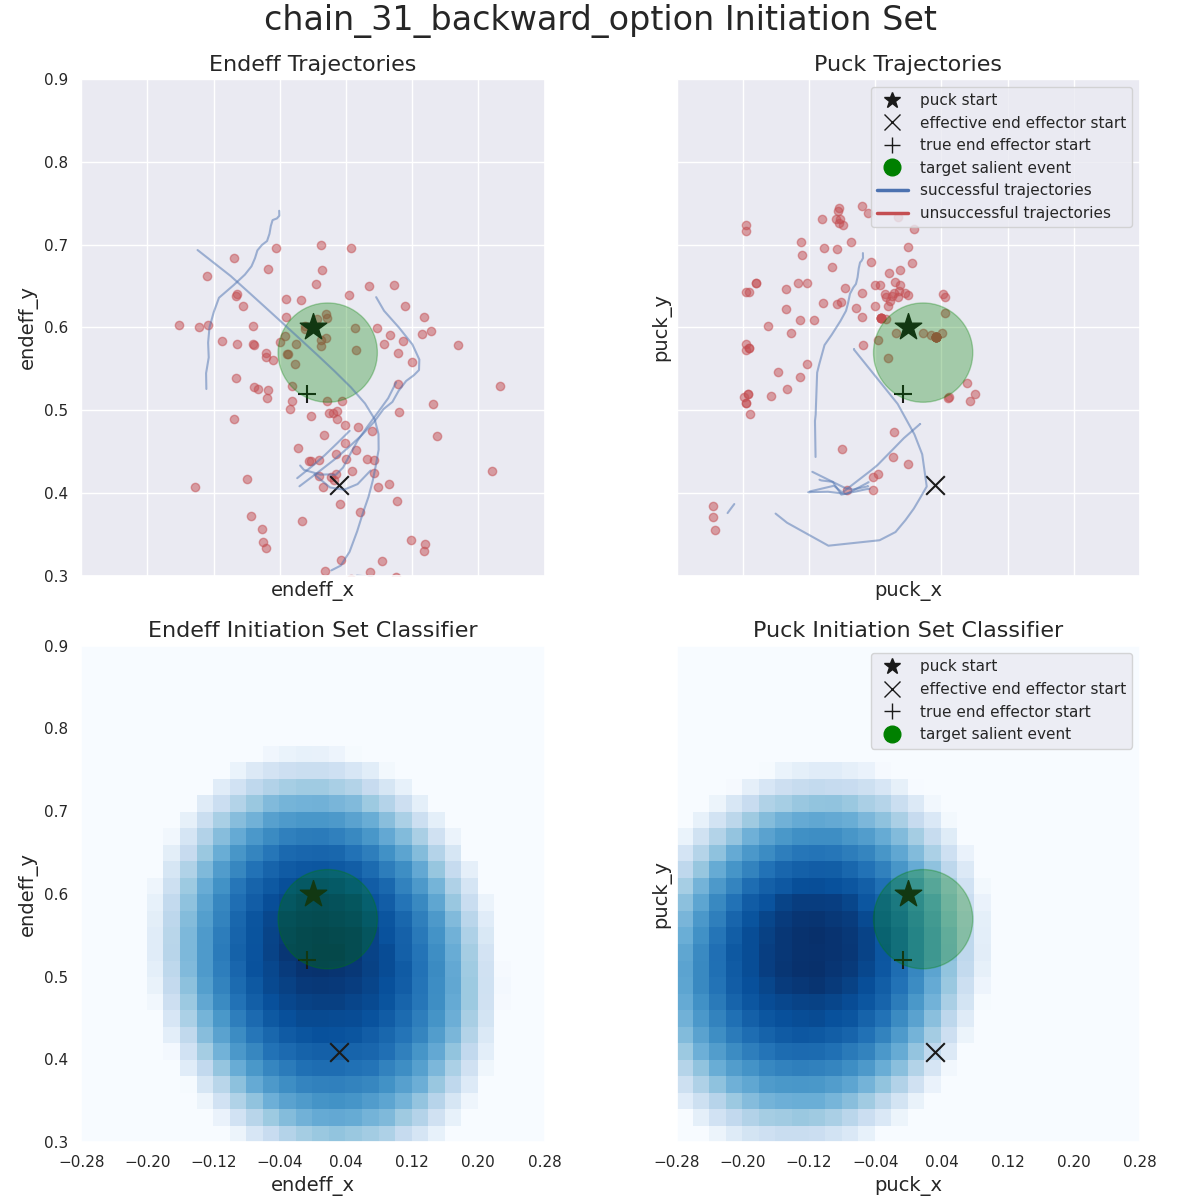 chain_31_backward_option Initiation Set
Endeff Trajectories
0.9
0.8
0.7
0.6
0.5
0.4
0.3
endeff_y
endeff_x
Puck Trajectories
puck start
effective end effector start
true end effector start
target salient event
successful trajectories
unsuccessful trajectories
puck_y
puck_x
Endeff Initiation Set Classifier
0.9
0.8
0.7
0.6
0.5
0.4
0.3
endeff_y
−0.28 −0.20 −0.12 −0.04 0.04 0.12 0.20 0.28
endeff_x
Puck Initiation Set Classifier
puck start
effective end effector start
true end effector start
target salient event
puck_y
−0.28 −0.20 −0.12 −0.04 0.04 0.12 0.20 0.28
puck_x